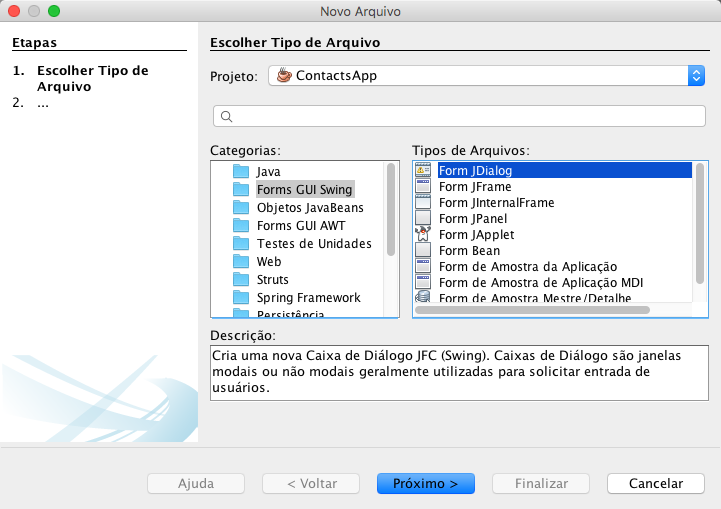 Novo Arquivo
Etapas
1. Escolher Tipo de
Arquivo
2. ...
Escolher Tipo de Arquivo
Projeto: ContactsApp
Categorias:
Java
Forms GUI Swing
Objetos JavaBeans
Forms GUI AWT
Testes de Unidades
Web
Struts
Spring Framework
Persistência
Tipos de Arquivos:
Form JDialog
Form JFrame
Form JInternalFrame
Form JPanel
Form JApplet
Form Bean
Form de Amostra da Aplicação
Form de Amostra de Aplicação MDI
Form de Amostra Mestre/Detalhe
Descrição:
Cria uma nova Caixa de Diálogo JFC (Swing). Caixas de Diálogo são janelas
modais ou não modais geralmente utilizadas para solicitar entrada de
usuários.
Ajuda
< Voltar
Próximo >
Finalizar
Cancelar